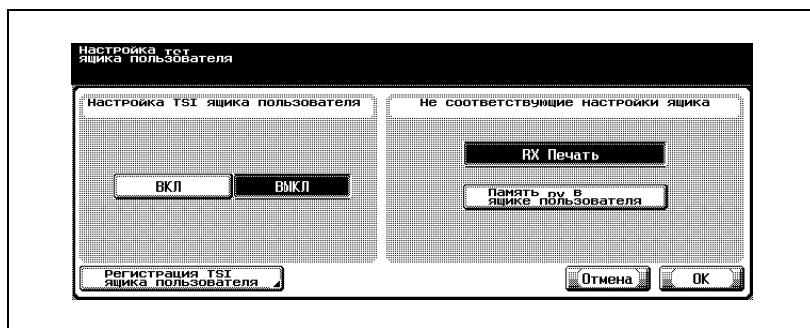 Настройка TSI
ящика пользователя
Настройка TSI ящика пользователя
Не соответствующие настройки ящика
ВКЛ
ВЫКЛ
RX Печать
Память RX в
ящике пользователя
Регистрация TSI
ящика пользователя
Отмена
OK